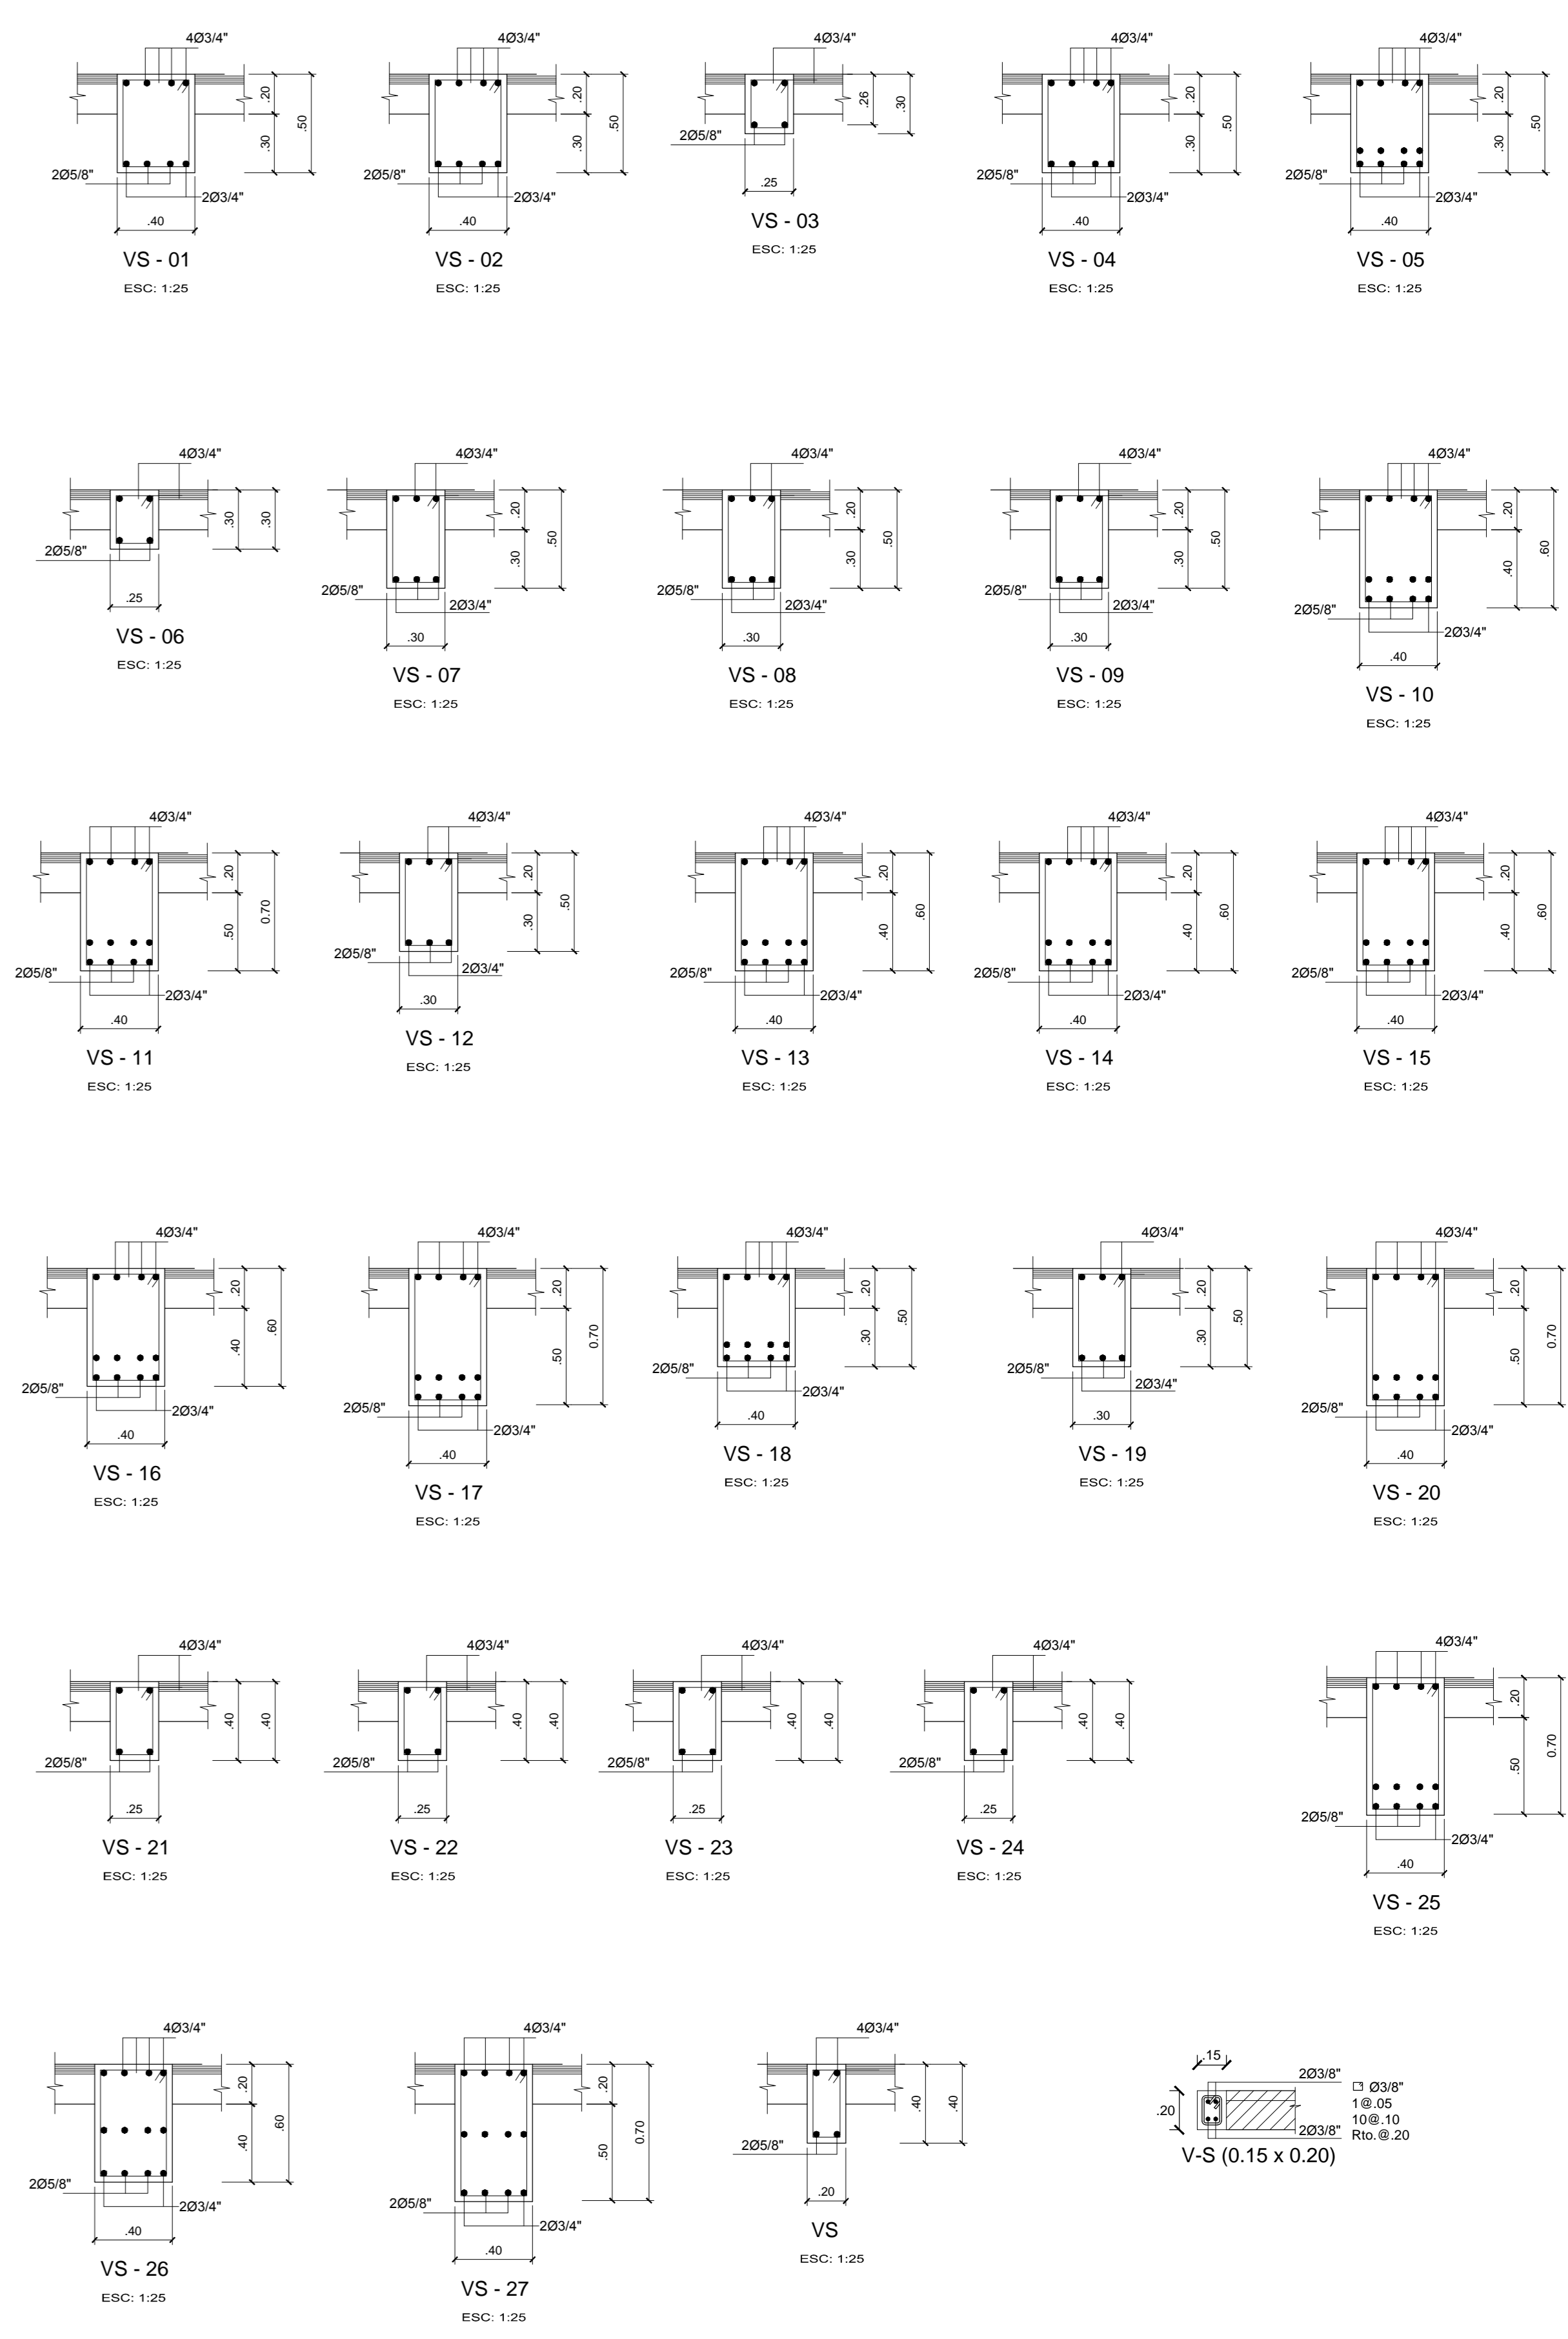 4Ø3/4"
.20
.30
.50
2Ø5/8"
2Ø3/4"
.40
VS - 01
ESC: 1:25
4Ø3/4"
.20
.30
.50
2Ø5/8"
2Ø3/4"
.40
VS - 02
ESC: 1:25
4Ø3/4"
.26
.30
2Ø5/8"
.25
VS - 03
ESC: 1:25
4Ø3/4"
.20
.30
.50
2Ø5/8"
2Ø3/4"
.40
VS - 04
ESC: 1:25
4Ø3/4"
.20
.30
.50
2Ø5/8"
2Ø3/4"
.40
VS - 05
ESC: 1:25
4Ø3/4"
.30
.30
2Ø5/8"
.25
VS - 06
ESC: 1:25
4Ø3/4"
.20
.30
.50
2Ø5/8"
2Ø3/4"
.30
VS - 07
ESC: 1:25
4Ø3/4"
.20
.30
.50
2Ø5/8"
2Ø3/4"
.30
VS - 08
ESC: 1:25
4Ø3/4"
.20
.30
.50
2Ø5/8"
2Ø3/4"
.30
VS - 09
ESC: 1:25
4Ø3/4"
.20
.40
.60
2Ø5/8"
2Ø3/4"
.40
VS - 10
ESC: 1:25
4Ø3/4"
.20
.50
0.70
2Ø5/8"
2Ø3/4"
.40
VS - 11
ESC: 1:25
4Ø3/4"
.20
.30
.50
2Ø5/8"
2Ø3/4"
.30
VS - 12
ESC: 1:25
4Ø3/4"
.20
.40
.60
2Ø5/8"
2Ø3/4"
.40
VS - 13
ESC: 1:25
4Ø3/4"
.20
.40
.60
2Ø5/8"
2Ø3/4"
.40
VS - 14
ESC: 1:25
4Ø3/4"
.20
.40
.60
2Ø5/8"
2Ø3/4"
.40
VS - 15
ESC: 1:25
4Ø3/4"
.20
.40
.60
2Ø5/8"
2Ø3/4"
.40
VS - 16
ESC: 1:25
4Ø3/4"
.20
.50
0.70
2Ø5/8"
2Ø3/4"
.40
VS - 17
ESC: 1:25
4Ø3/4"
.20
.30
.50
2Ø5/8"
2Ø3/4"
.40
VS - 18
ESC: 1:25
4Ø3/4"
.20
.30
.50
2Ø5/8"
2Ø3/4"
.30
VS - 19
ESC: 1:25
4Ø3/4"
.20
.50
0.70
2Ø5/8"
2Ø3/4"
.40
VS - 20
ESC: 1:25
4Ø3/4"
.40
.40
2Ø5/8"
.25
VS - 21
ESC: 1:25
4Ø3/4"
.40
.40
2Ø5/8"
.25
VS - 22
ESC: 1:25
4Ø3/4"
.40
.40
2Ø5/8"
.25
VS - 23
ESC: 1:25
4Ø3/4"
.40
.40
2Ø5/8"
.25
VS - 24
ESC: 1:25
4Ø3/4"
.20
.50
0.70
2Ø5/8"
2Ø3/4"
.40
VS - 25
ESC: 1:25
4Ø3/4"
.20
.40
.60
2Ø5/8"
2Ø3/4"
.40
VS - 26
ESC: 1:25
4Ø3/4"
.20
.50
0.70
2Ø5/8"
2Ø3/4"
.40
VS - 27
ESC: 1:25
4Ø3/4"
.40
.40
2Ø5/8"
.20
VS
ESC: 1:25
.15
.20
2Ø3/8"
2Ø3/8"
Ø3/8"
1@.05
10@.10
Rto.@.20
V-S (0.15 x 0.20)